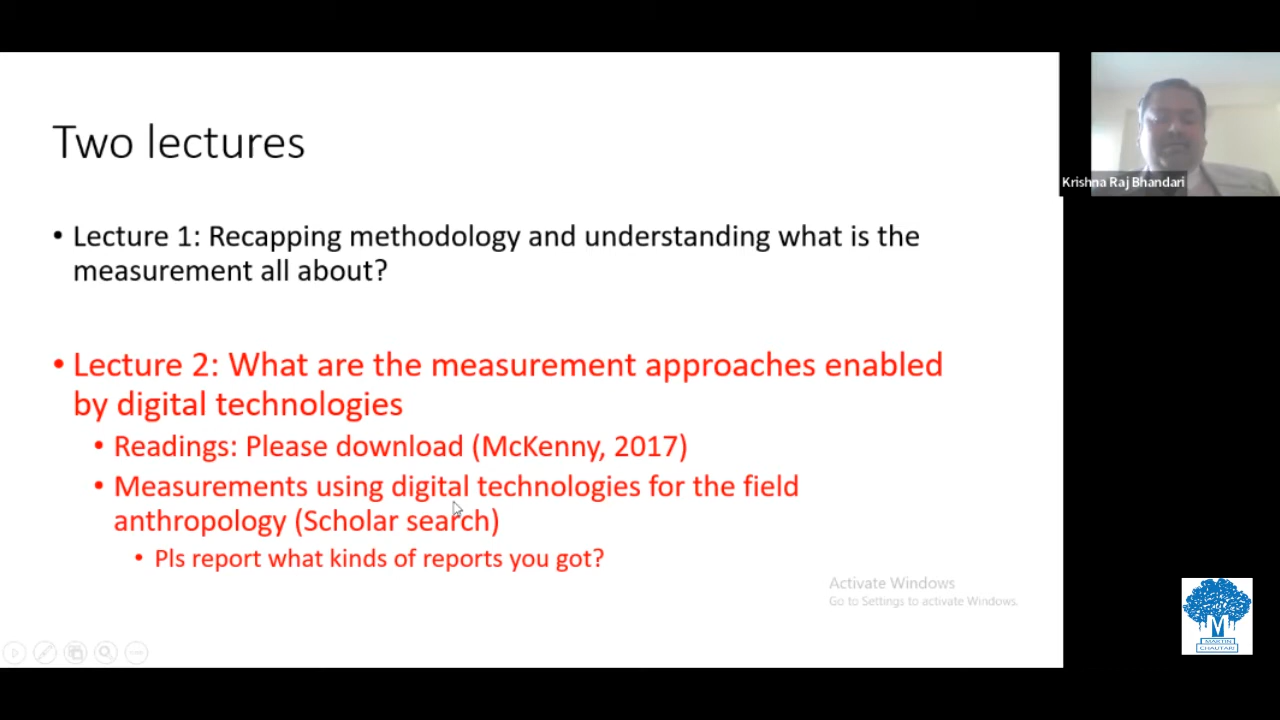 Two lectures
• Lecture 1: Recapping methodology and understanding what is the
measurement all about?
• Lecture 2: What are the measurement approaches enabled
by digital technologies
• Readings: Please download (McKenny, 2017)
• Measurements using digital technologies for the field
anthropology (Scholar search)
• Pls report what kinds of reports you got?
Activate Windows
Go to Settings to activate Windows.
Krishna Raj Bhandari
M
MARTIN
CHAUTARI